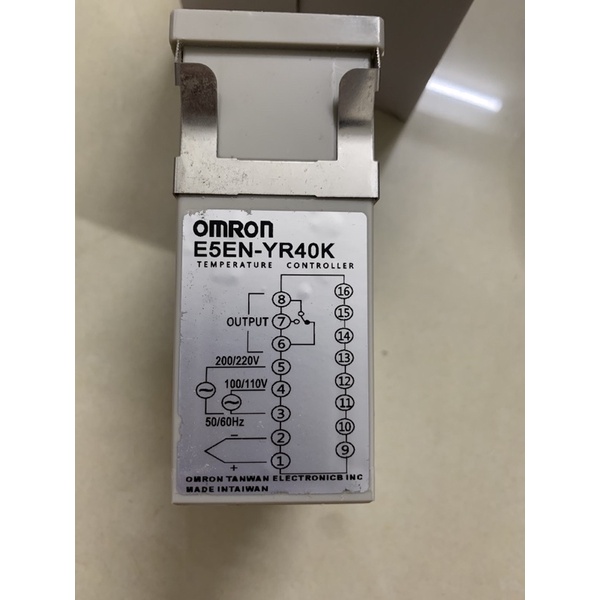 OMRON
E5EN-YR40K
TEMPERATURE CONTROLLER
8 16
OUTPUT 7 15
6 14
200/220V 5 13
100/110V 4 12
3 11
50/60Hz
− 2 10
+ 1 9
OMRON TANWAN ELECTRONICB INC
MADE INTAIWAN